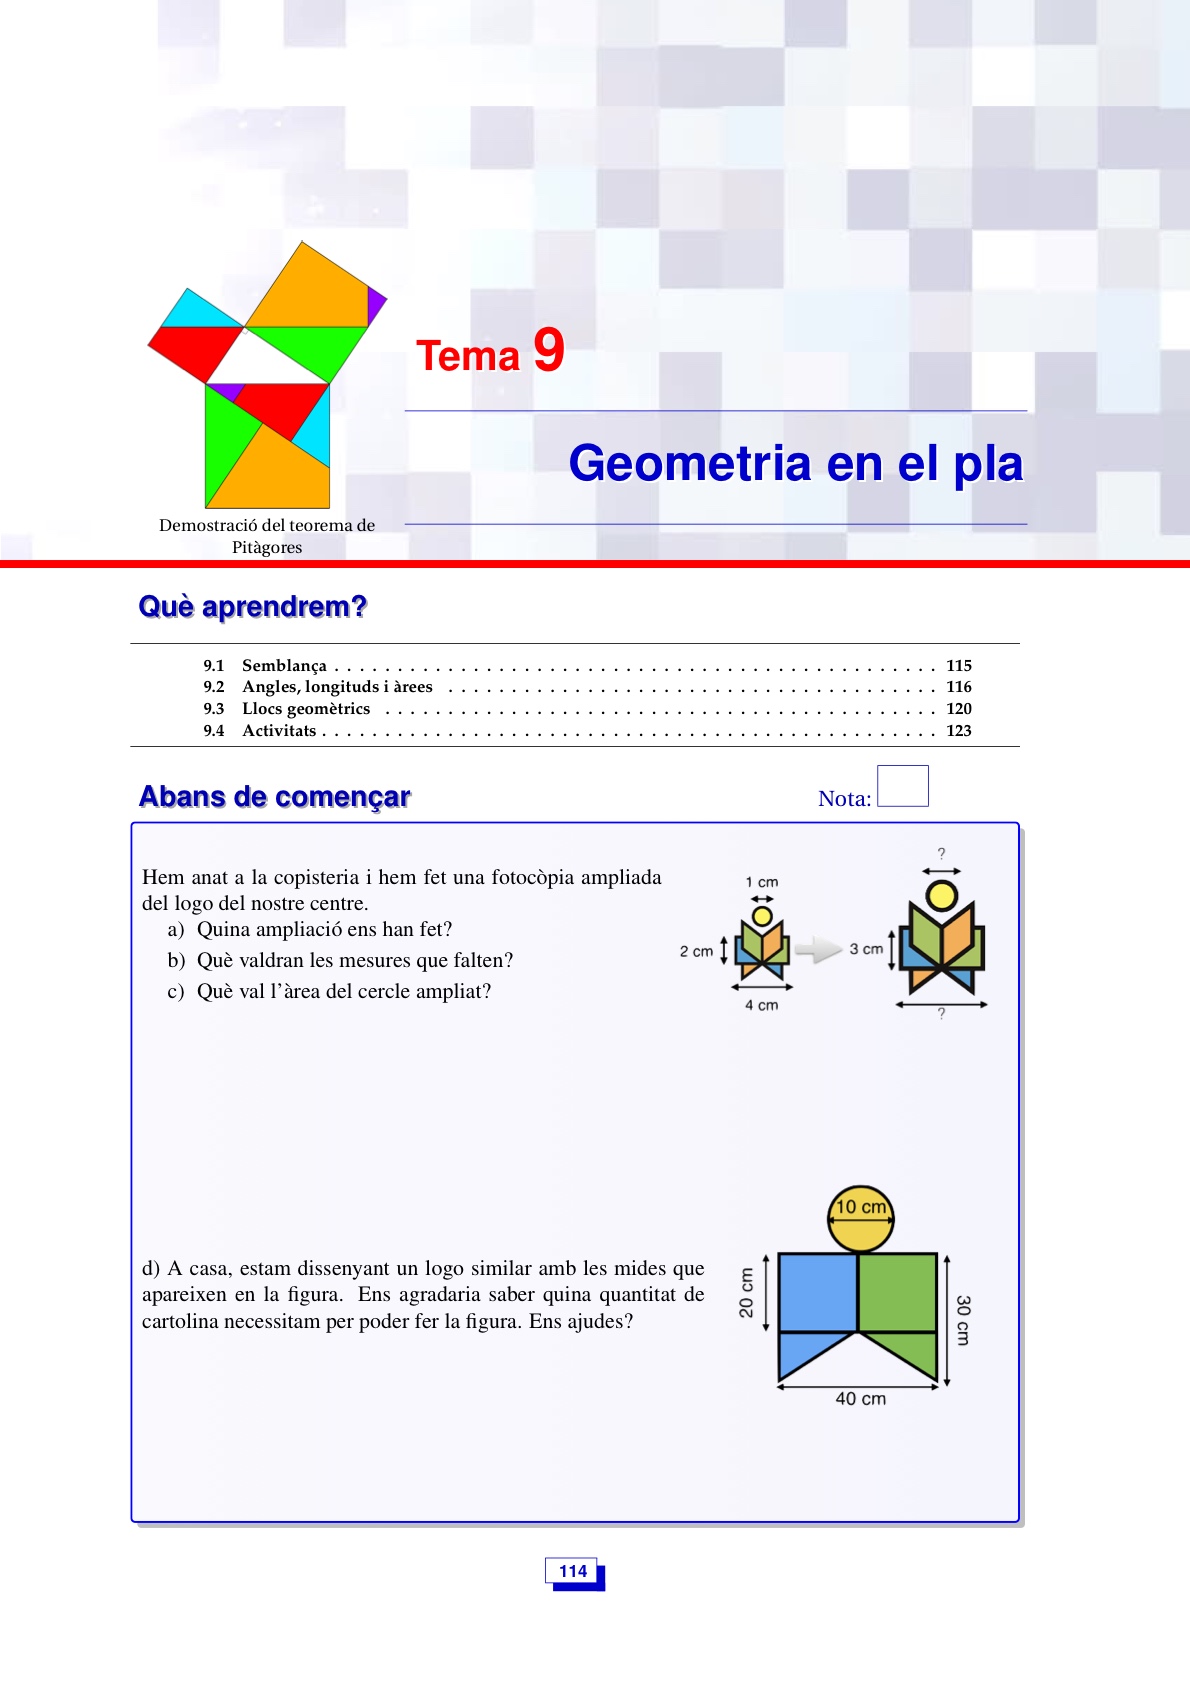 Demostració del teorema de
Pitàgores
Tema 9
Geometria en el pla
Què aprendrem?
9.1 Semblança . . . . . . . . . . . . . . . . . . . . . . . . . . . . . . . . . . . . . . . . . . . . . . . . 115
9.2 Angles, longituds i àrees . . . . . . . . . . . . . . . . . . . . . . . . . . . . . . . . . . . . . . . 116
9.3 Llocs geomètrics . . . . . . . . . . . . . . . . . . . . . . . . . . . . . . . . . . . . . . . . . . . . 120
9.4 Activitats . . . . . . . . . . . . . . . . . . . . . . . . . . . . . . . . . . . . . . . . . . . . . . . . . 123
Abans de començar
Nota:
Hem anat a la copisteria i hem fet una fotocòpia ampliada
del logo del nostre centre.
a) Quina ampliació ens han fet?
b) Què valdran les mesures que falten?
c) Què val l'àrea del cercle ampliat?
1 cm
2 cm
4 cm
?
3 cm
?
d) A casa, estam dissenyant un logo similar amb les mides que
apareixen en la figura. Ens agradaria saber quina quantitat de
cartolina necessitam per poder fer la figura. Ens ajudes?
10 cm
20 cm
30 cm
40 cm
114